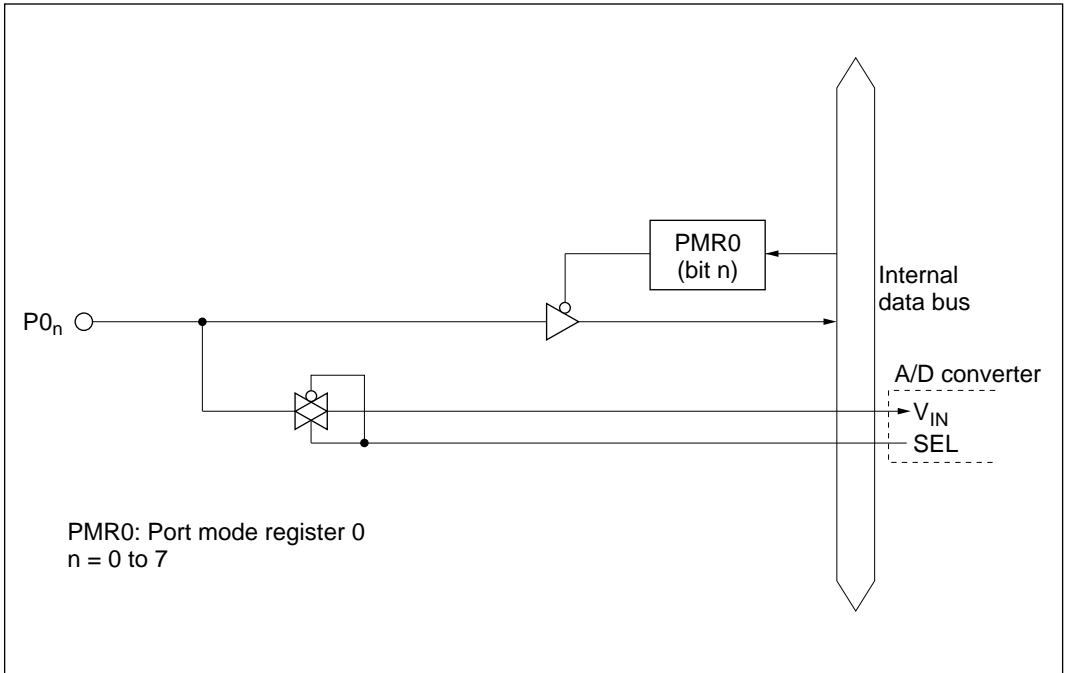 PMR0
(bit n)
Internal
data bus
P0n
A/D converter
VIN
SEL
PMR0: Port mode register 0
n = 0 to 7